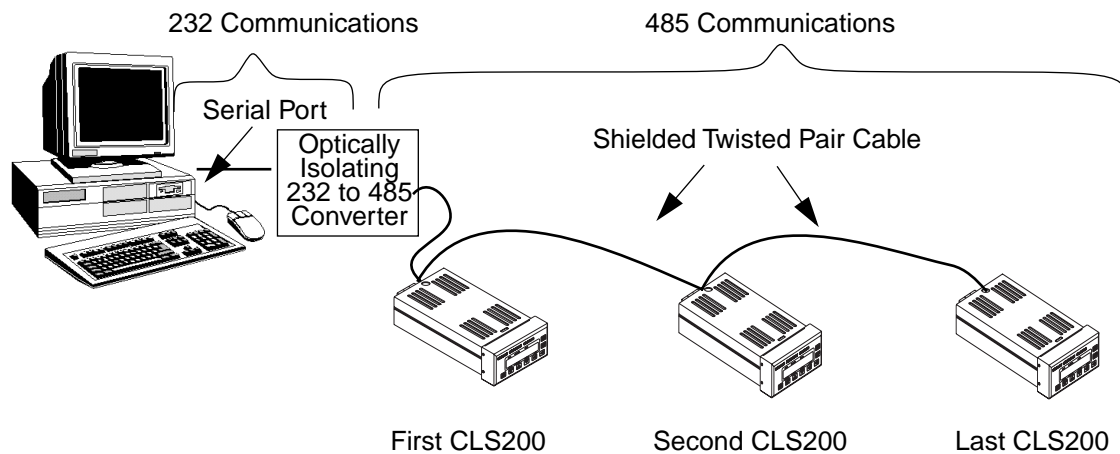 232 Communications
485 Communications
Serial Port
Shielded Twisted Pair Cable
Optically
Isolating
232 to 485
Converter
First CLS200
Second CLS200
Last CLS200